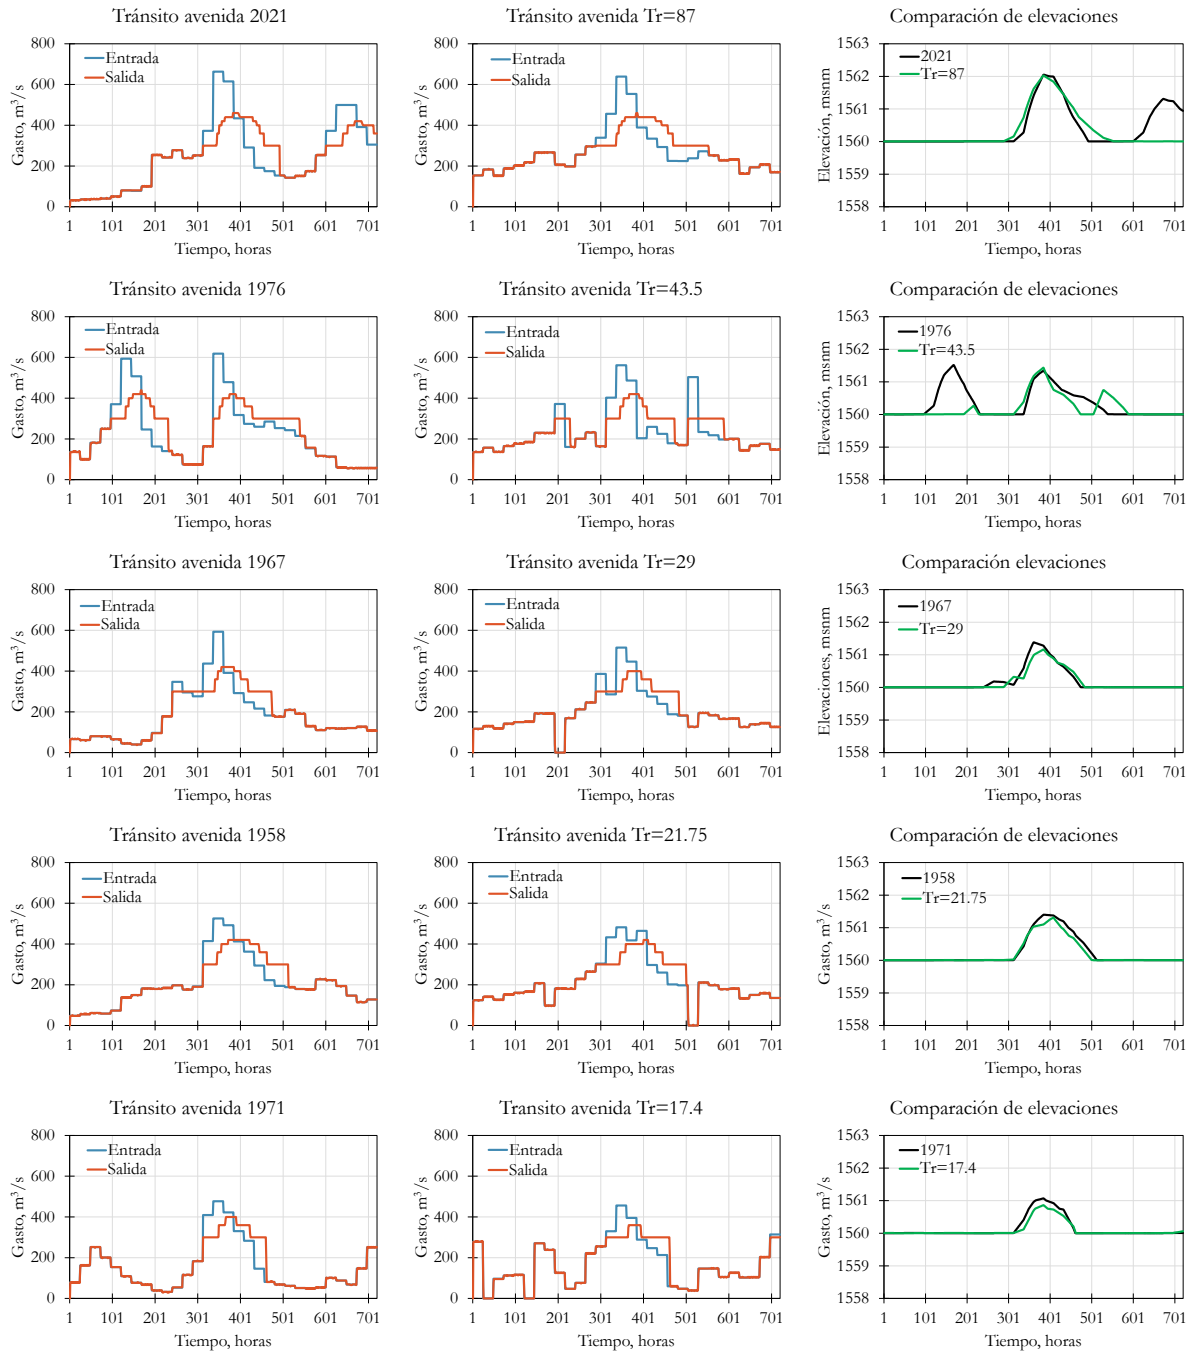 Tránsito avenida 2021
800
600
400
200
0
Gasto, m³/s
Entrada
Salida
1 101 201 301 401 501 601 701
Tiempo, horas
Tránsito avenida Tr=87
800
600
400
200
0
Gasto, m³/s
Entrada
Salida
1 101 201 301 401 501 601 701
Tiempo, horas
Comparación de elevaciones
1563
1562
1561
1560
1559
1558
Elevación, msnm
2021
Tr=87
1 101 201 301 401 501 601 701
Tiempo, horas
Tránsito avenida 1976
800
600
400
200
0
Gasto, m³/s
Entrada
Salida
1 101 201 301 401 501 601 701
Tiempo, horas
Tránsito avenida Tr=43.5
800
600
400
200
0
Gasto, m³/s
Entrada
Salida
1 101 201 301 401 501 601 701
Tiempo, horas
Comparación de elevaciones
1563
1562
1561
1560
1559
1558
Elevación, msnm
1976
Tr=43.5
1 101 201 301 401 501 601 701
Tiempo, horas
Tránsito avenida 1967
800
600
400
200
0
Gasto, m³/s
Entrada
Salida
1 101 201 301 401 501 601 701
Tiempo, horas
Tránsito avenida Tr=29
800
600
400
200
0
Gasto, m³/s
Entrada
Salida
1 101 201 301 401 501 601 701
Tiempo, horas
Comparación elevaciones
1563
1562
1561
1560
1559
1558
Elevaciones, msnm
1967
Tr=29
1 101 201 301 401 501 601 701
Tiempo, horas
Tránsito avenida 1958
800
600
400
200
0
Gasto, m³/s
Entrada
Salida
1 101 201 301 401 501 601 701
Tiempo, horas
Tránsito avenida Tr=21.75
800
600
400
200
0
Gasto, m³/s
Entrada
Salida
1 101 201 301 401 501 601 701
Tiempo, horas
Comparación de elevaciones
1563
1562
1561
1560
1559
1558
Gasto, m³/s
1958
Tr=21.75
1 101 201 301 401 501 601 701
Tiempo, horas
Tránsito avenida 1971
800
600
400
200
0
Gasto, m³/s
Entrada
Salida
1 101 201 301 401 501 601 701
Tiempo, horas
Transito avenida Tr=17.4
800
600
400
200
0
Gasto, m³/s
Entrada
Salida
1 101 201 301 401 501 601 701
Tiempo, horas
Comparación de elevaciones
1563
1562
1561
1560
1559
1558
Gasto, m³/s
1971
Tr=17.4
1 101 201 301 401 501 601 701
Tiempo, horas